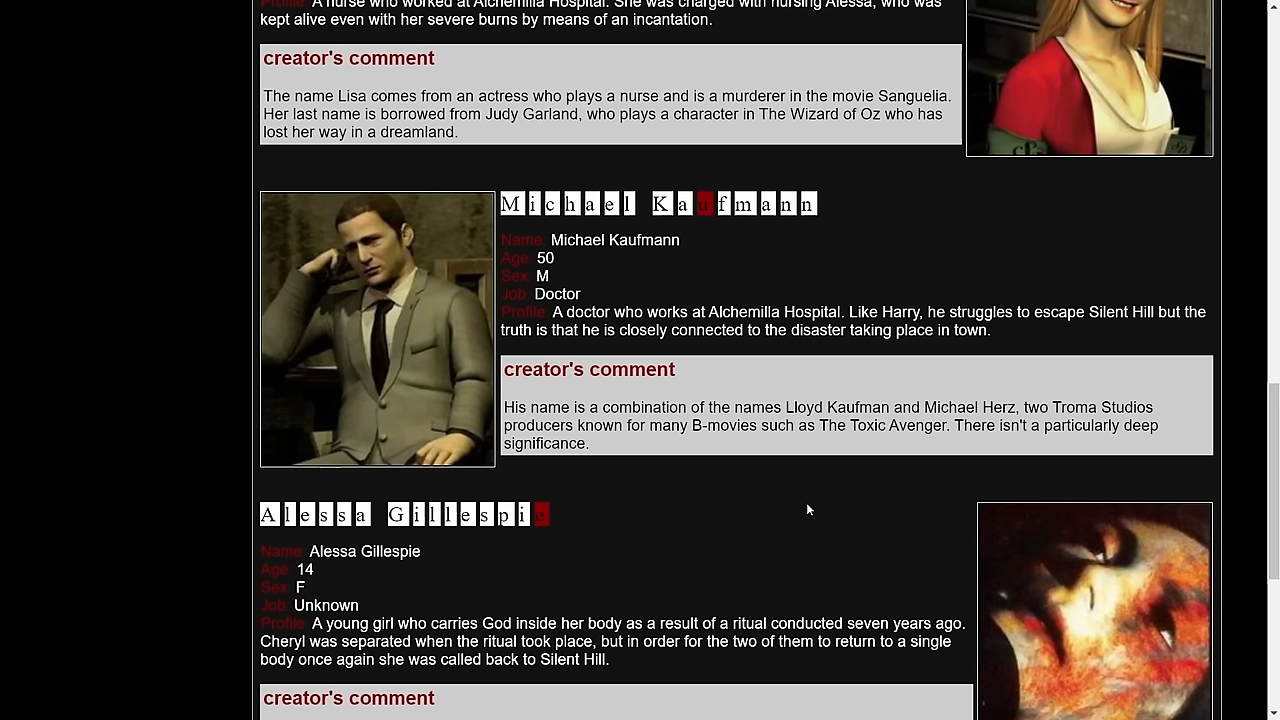 Profile: A nurse who worked at Alchemilla Hospital. She was charged with nursing Alessa, who was
kept alive even with her severe burns by means of an incantation.
creator's comment
The name Lisa comes from an actress who plays a nurse and is a murderer in the movie Sanguelia.
Her last name is borrowed from Judy Garland, who plays a character in The Wizard of Oz who has
lost her way in a dreamland.
Michael Kaufmann
Name: Michael Kaufmann
Age: 50
Sex: M
Job: Doctor
Profile: A doctor who works at Alchemilla Hospital. Like Harry, he struggles to escape Silent Hill but the
truth is that he is closely connected to the disaster taking place in town.
creator's comment
His name is a combination of the names Lloyd Kaufman and Michael Herz, two Troma Studios
producers known for many B-movies such as The Toxic Avenger. There isn't a particularly deep
significance.
Alessa Gillespie
Name: Alessa Gillespie
Age: 14
Sex: F
Job: Unknown
Profile: A young girl who carries God inside her body as a result of a ritual conducted seven years ago.
Cheryl was separated when the ritual took place, but in order for the two of them to return to a single
body once again she was called back to Silent Hill.
creator's comment